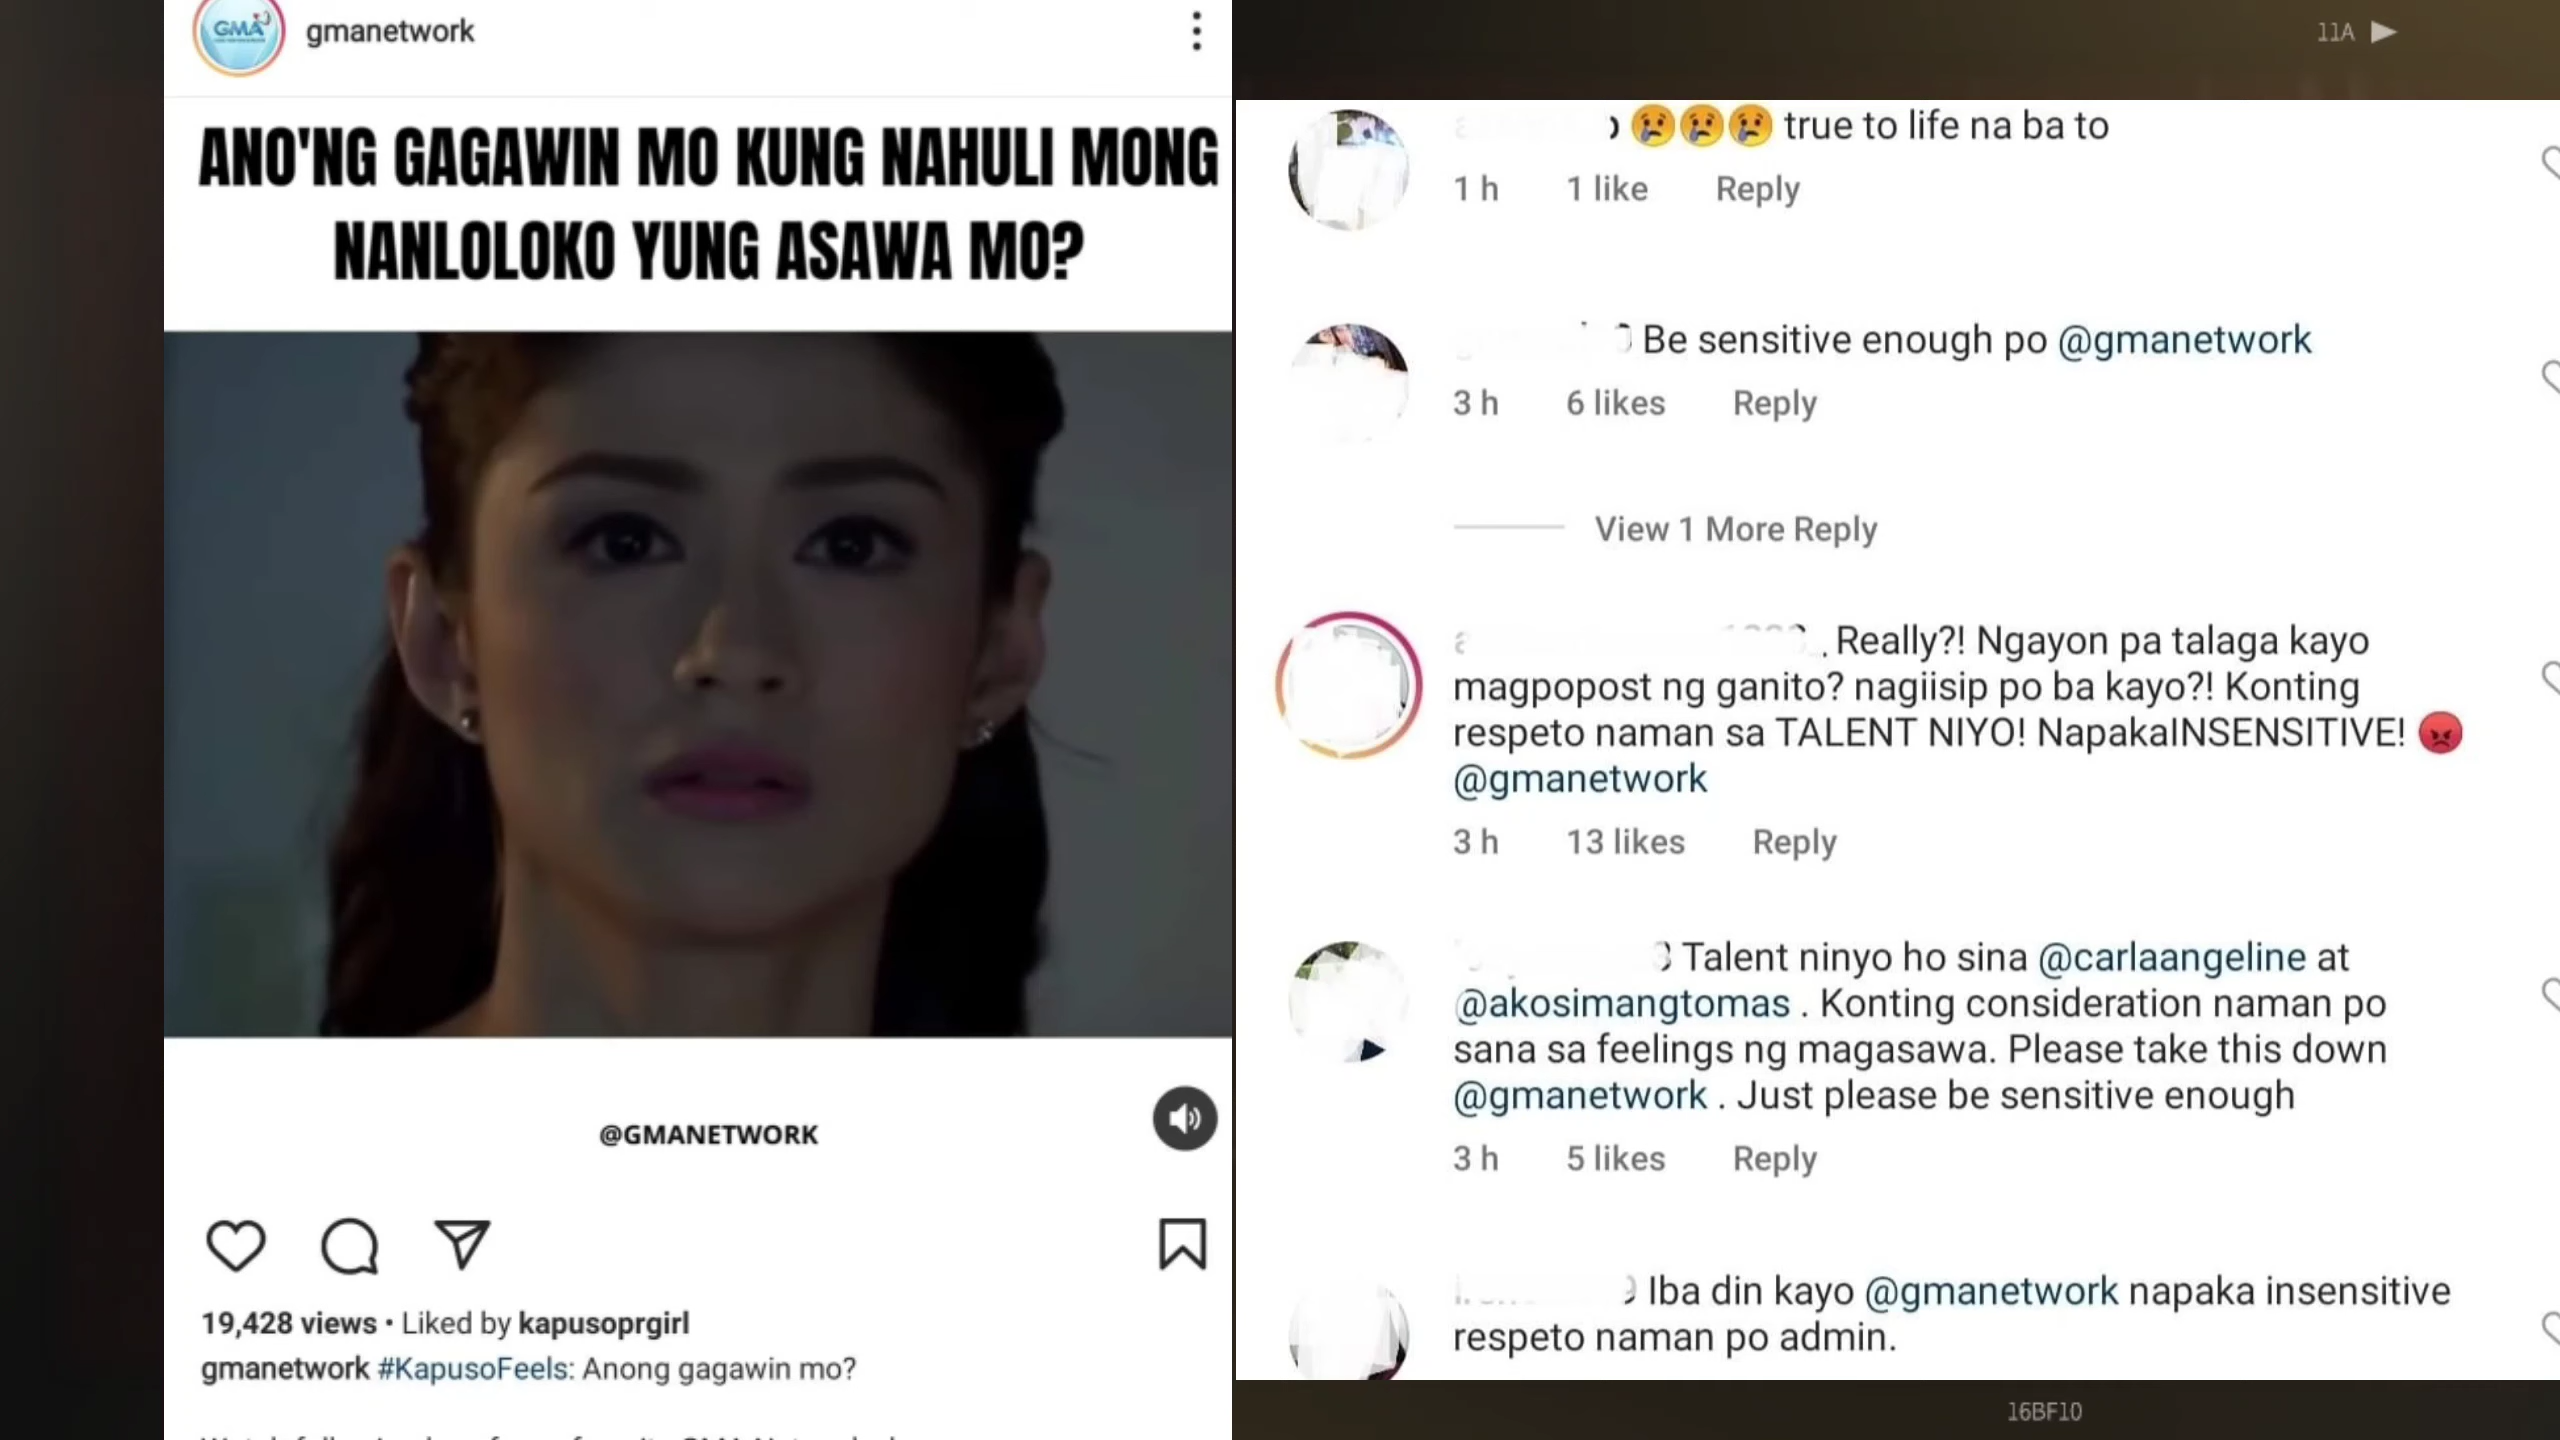 GMA
gmanetwork
ANO'NG GAGAWIN MO KUNG NAHULI MONG
NANLOLOKO YUNG ASAWA MO?
@GMANETWORK
19,428 views • Liked by kapusoprgirl
gmanetwork #KapusoFeels: Anong gagawin mo?
11A
😢😢😢 true to life na ba to
1 h 1 like Reply
Be sensitive enough po @gmanetwork
3 h 6 likes Reply
View 1 More Reply
Really?! Ngayon pa talaga kayo
magpopost ng ganito? nagiisip po ba kayo?! Konting
respeto naman sa TALENT NIYO! NapakaINSENSITIVE! 😡
@gmanetwork
3 h 13 likes Reply
Talent ninyo ho sina @carlaangeline at
@akosimangtomas . Konting consideration naman po
sana sa feelings ng magasawa. Please take this down
@gmanetwork . Just please be sensitive enough
3 h 5 likes Reply
Iba din kayo @gmanetwork napaka insensitive
respeto naman po admin.
16BF10